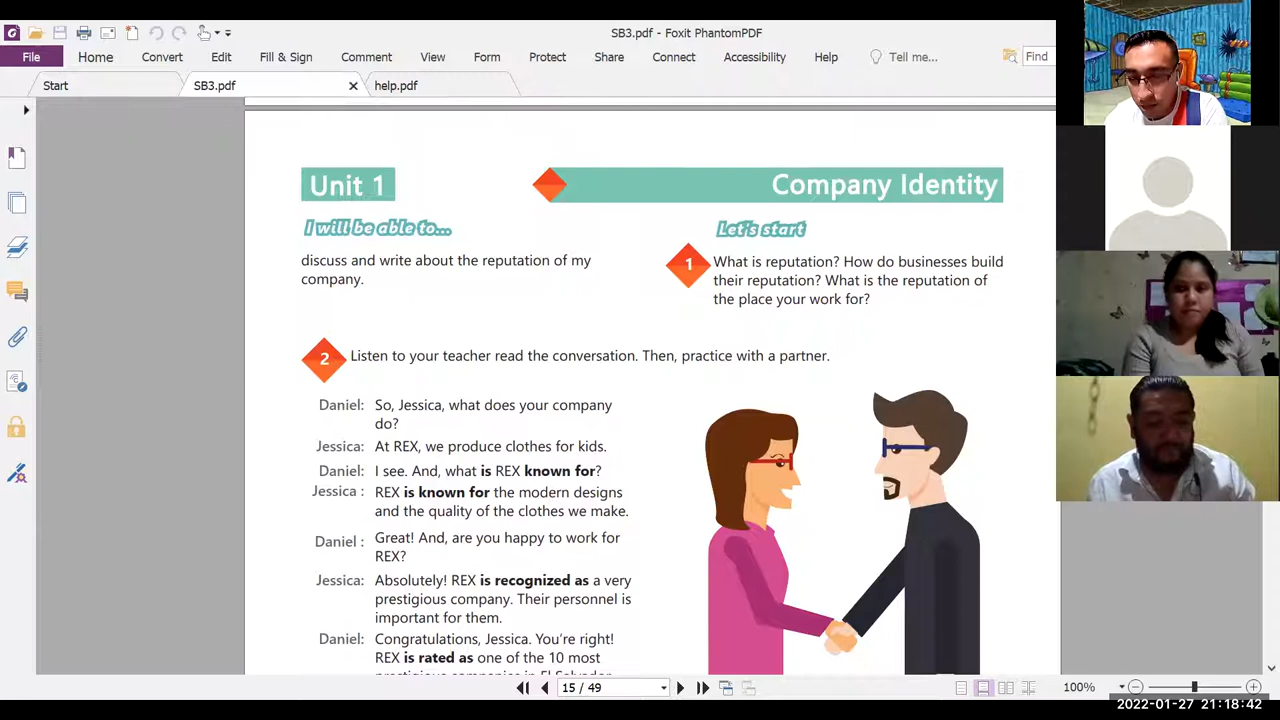 SB3.pdf - Foxit PhantomPDF
File Home Convert Edit Fill & Sign Comment View Form Protect Share Connect Accessibility Help Tell me... Find
Start SB3.pdf help.pdf
Unit 1
Company Identity
I will be able to...
discuss and write about the reputation of my
company.
Let's start
1 What is reputation? How do businesses build
their reputation? What is the reputation of
the place your work for?
2 Listen to your teacher read the conversation. Then, practice with a partner.
Daniel: So, Jessica, what does your company
do?
Jessica: At REX, we produce clothes for kids.
Daniel: I see. And, what is REX known for?
Jessica : REX is known for the modern designs
and the quality of the clothes we make.
Daniel : Great! And, are you happy to work for
REX?
Jessica: Absolutely! REX is recognized as a very
prestigious company. Their personnel is
important for them.
Daniel: Congratulations, Jessica. You're right!
REX is rated as one of the 10 most
15 / 49
100%
2022-01-27 21:18:42